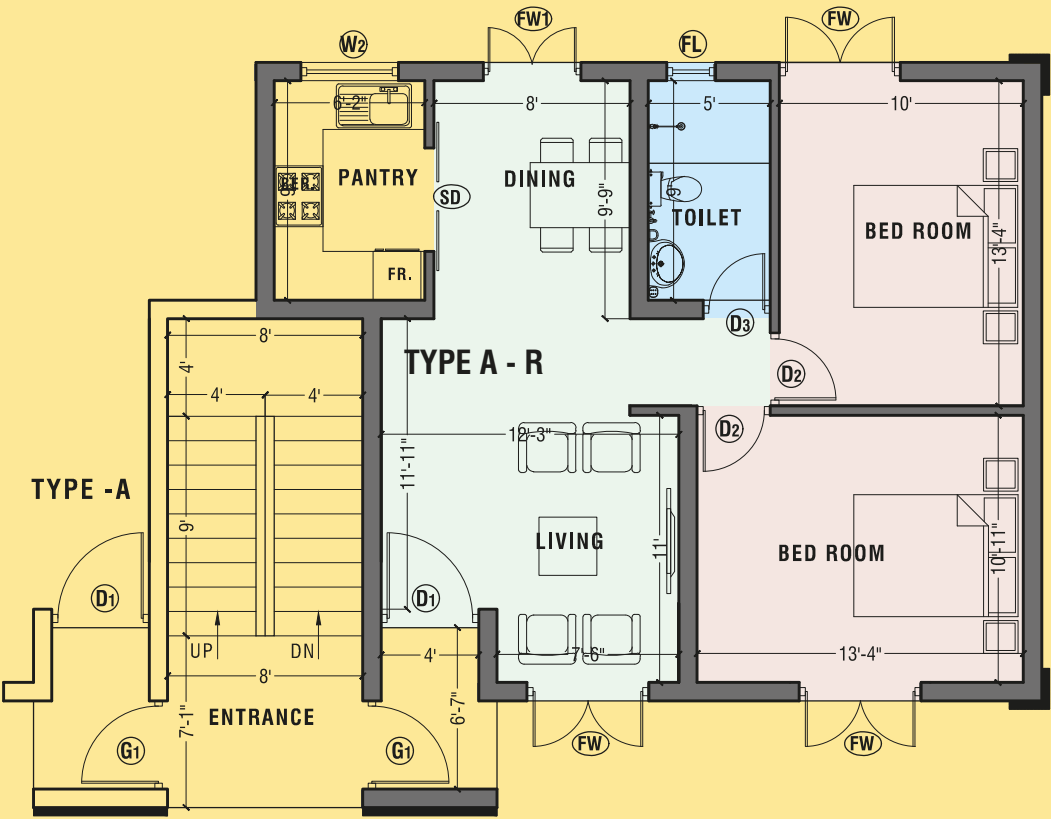 FW1
FW
W2
FL
6'-2"
8'
5'
10'
PANTRY
DINING
SD
9'-9"
9'
TOILET
BED ROOM
13'-4"
FR.
D3
8'
TYPE A - R
D2
4'
4'
4'
D2
12'-3"
11'-11"
TYPE -A
9'
LIVING
11'
BED ROOM
10'-11"
D1
D1
UP
DN
4'
7'-6"
13'-4"
8'
ENTRANCE
7'-1"
6'-7"
G1
G1
FW
FW